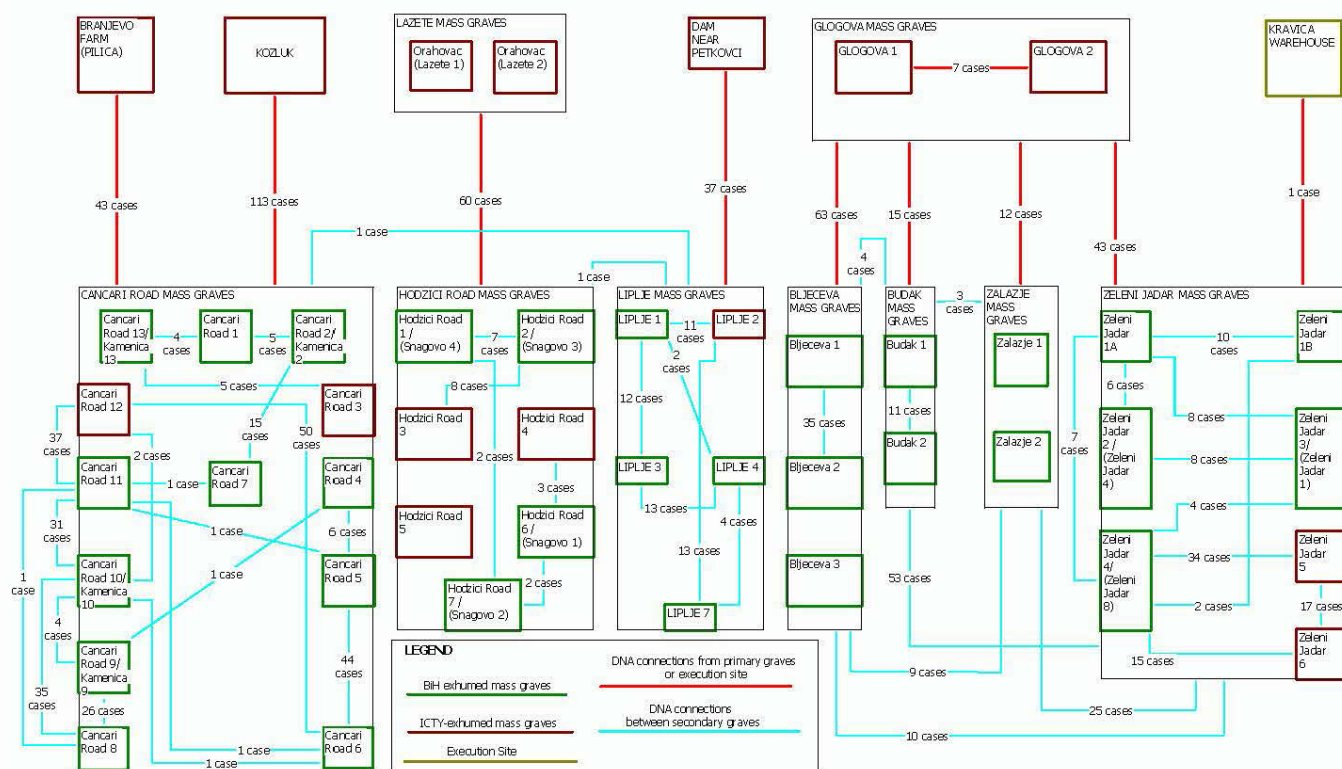 BRANJEVO
FARM
(PILICA)
KOZLUK
LAZETE MASS GRAVES
Orahovac
(Lazete 1)
Orahovac
(Lazete 2)
DAM
NEAR
PETKOVCI
GLOGOVA MASS GRAVES
GLOGOVA 1
7 cases
GLOGOVA 2
KRAVICA
WAREHOUSE
43 cases
113 cases
60 cases
37 cases
63 cases
15 cases
12 cases
43 cases
1 case
1 case
1 case
4
cases
3
cases
CANCARI ROAD MASS GRAVES
Cancari
Road 13/
Kamenica
13
4
cases
Cancari
Road 1
5
cases
Cancari
Road 2/
Kamenica
2
5 cases
Cancari
Road 12
Cancari
Road 3
37
cases
15
cases
50
cases
2 cases
Cancari
Road 11
1 case
Cancari
Road 7
Cancari
Road 4
31
cases
1 case
6 cases
Cancari
Road 10/
Kamenica
10
1 case
Cancari
Road 5
1
case
4
cases
Cancari
Road 9/
Kamenica
9
44
cases
35
cases
26 cases
Cancari
Road 8
1 case
1 case
Cancari
Road 6
HODZICI ROAD MASS GRAVES
Hodzici Road
1 /
(Snagovo 4)
7
cases
Hodzici Road
2 /
(Snagovo 3)
8 cases
Hodzici Road
3
Hodzici Road
4
2 cases
3 cases
Hodzici Road
5
Hodzici Road
6 /
(Snagovo 1)
2 cases
Hodzici Road
7 /
(Snagovo 2)
LIPLJE MASS GRAVES
LIPLJE 1
11
cases
LIPLJE 2
2
cases
12 cases
LIPLJE 3
LIPLJE 4
13 cases
4 cases
13 cases
LIPLJE 7
BLJECEVA
MASS GRAVES
Bljeceva 1
35 cases
Bljeceva 2
Bljeceva 3
BUDAK
MASS
GRAVES
Budak 1
11 cases
Budak 2
ZALAZJE
MASS
GRAVES
Zalazje 1
Zalazje 2
53 cases
9 cases
25 cases
10 cases
ZELENI JADAR MASS GRAVES
Zeleni
Jadar
1A
10
cases
Zeleni
Jadar
1B
6 cases
8 cases
7
cases
Zeleni
Jadar
2 /
(Zeleni
Jadar
4)
8 cases
Zeleni
Jadar
3/
(Zeleni
Jadar
1)
4 cases
Zeleni
Jadar
4/
(Zeleni
Jadar
8)
34 cases
Zeleni
Jadar
5
2 cases
17 cases
15 cases
Zeleni
Jadar
6
LEGEND
BiH exhumed mass graves
ICTY-exhumed mass graves
Execution Site
DNA connections from primary graves
or execution site
DNA connections
between secondary graves